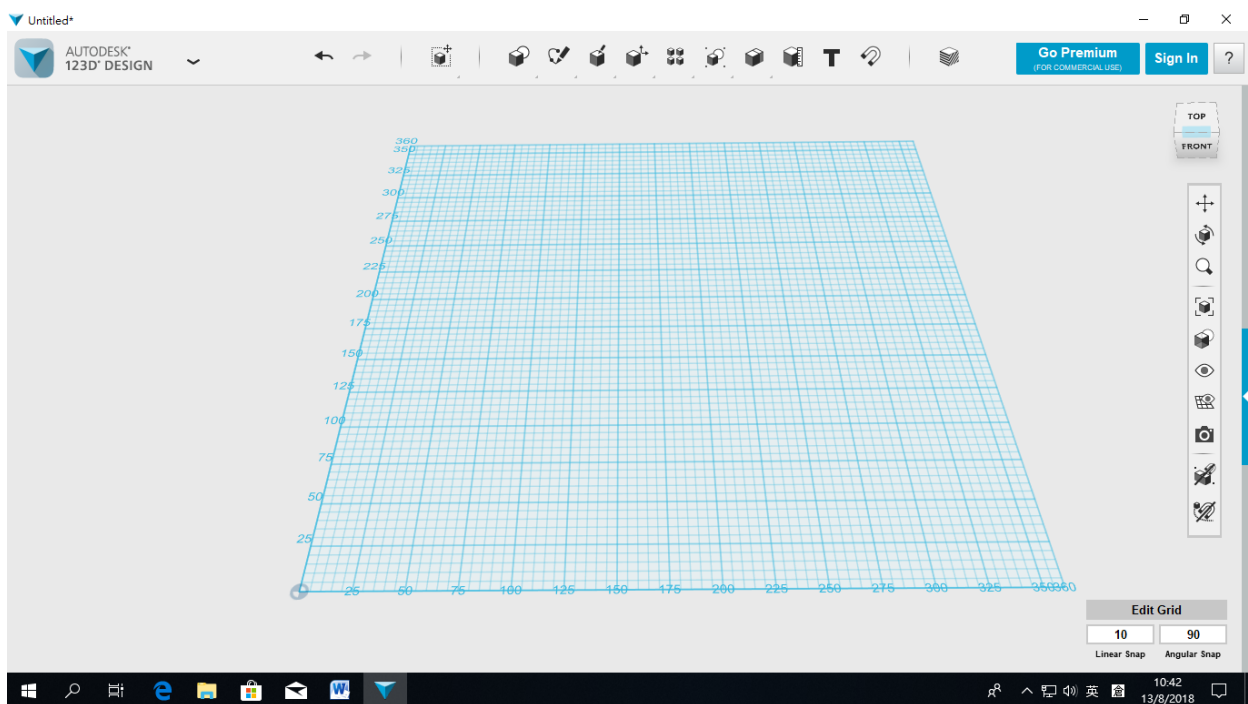 Untitled*
AUTODESK®
123D® DESIGN
Go Premium
(FOR COMMERCIAL USE)
Sign In
?
TOP
FRONT
360
350
325
300
275
250
225
200
175
150
125
100
75
50
25
25 50 75 100 125 150 175 200 225 250 275 300 325 350 360
Edit Grid
10 90
Linear Snap Angular Snap
英 倉
10:42
13/8/2018